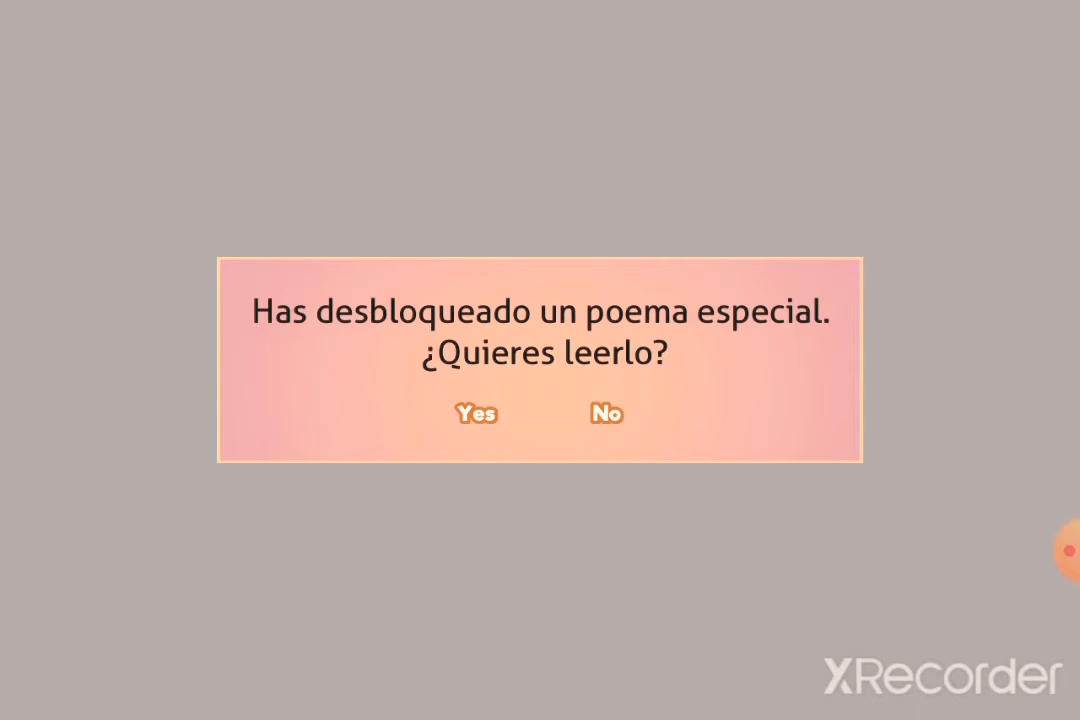 Has desbloqueado un poema especial.
¿Quieres leerlo?
Yes No
XRecorder